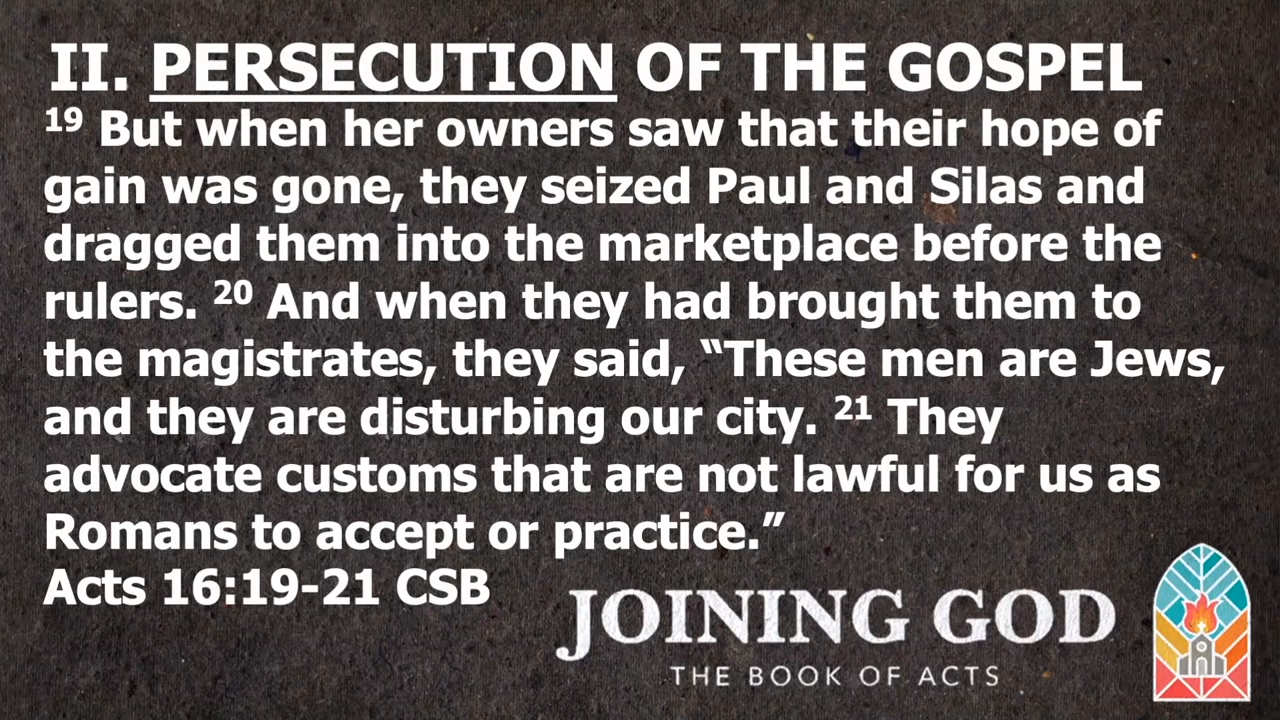 II. PERSECUTION OF THE GOSPEL
19 But when her owners saw that their hope of
gain was gone, they seized Paul and Silas and
dragged them into the marketplace before the
rulers. 20 And when they had brought them to
the magistrates, they said, “These men are Jews,
and they are disturbing our city. 21 They
advocate customs that are not lawful for us as
Romans to accept or practice.”
Acts 16:19-21 CSB
JOINING GOD
THE BOOK OF ACTS